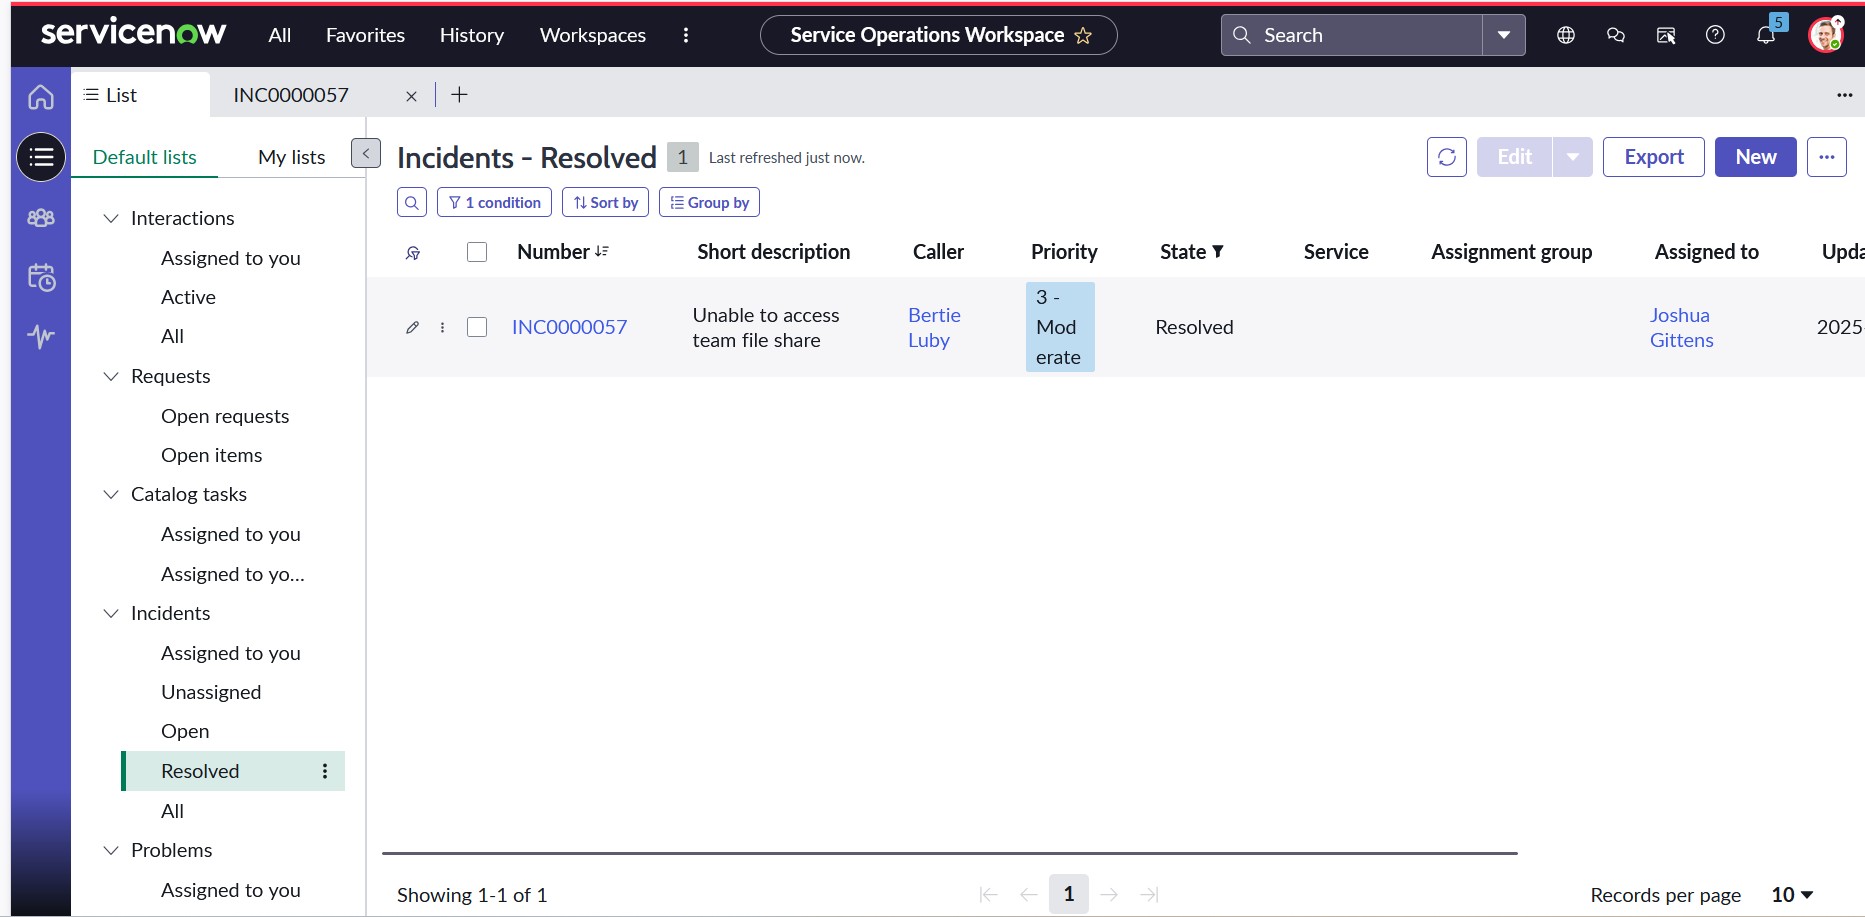 servicenow
All
Favorites
History
Workspaces
Service Operations Workspace
Search
5
List
INC0000057
Default lists
My lists
Interactions
Assigned to you
Active
All
Requests
Open requests
Open items
Catalog tasks
Assigned to you
Assigned to yo...
Incidents
Assigned to you
Unassigned
Open
Resolved
All
Problems
Assigned to you
Incidents - Resolved
1
Last refreshed just now.
Edit
Export
New
1 condition
Sort by
Group by
Number
Short description
Caller
Priority
State
Service
Assignment group
Assigned to
Upda
INC0000057
Unable to access
team file share
Bertie
Luby
3 -
Mod
erate
Resolved
Joshua
Gittens
2025-
Showing 1-1 of 1
1
Records per page
10